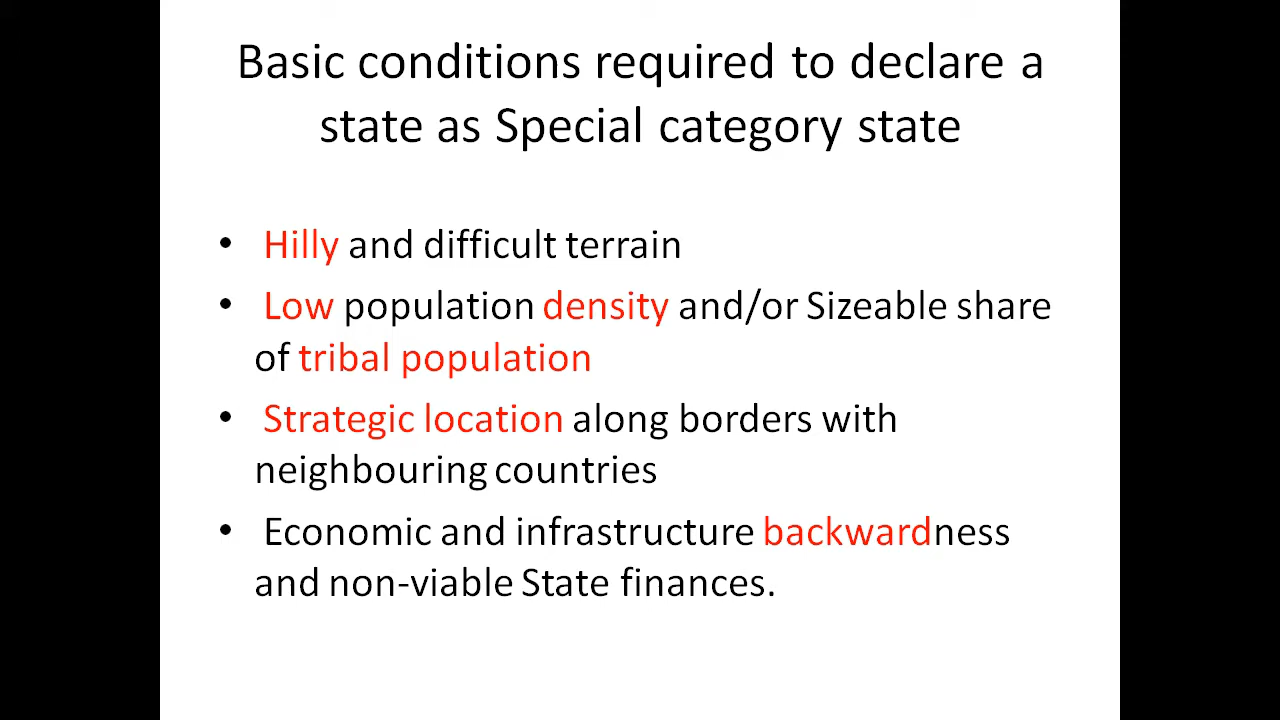 Basic conditions required to declare a
state as Special category state
• Hilly and difficult terrain
• Low population density and/or Sizeable share
of tribal population
• Strategic location along borders with
neighbouring countries
• Economic and infrastructure backwardness
and non-viable State finances.